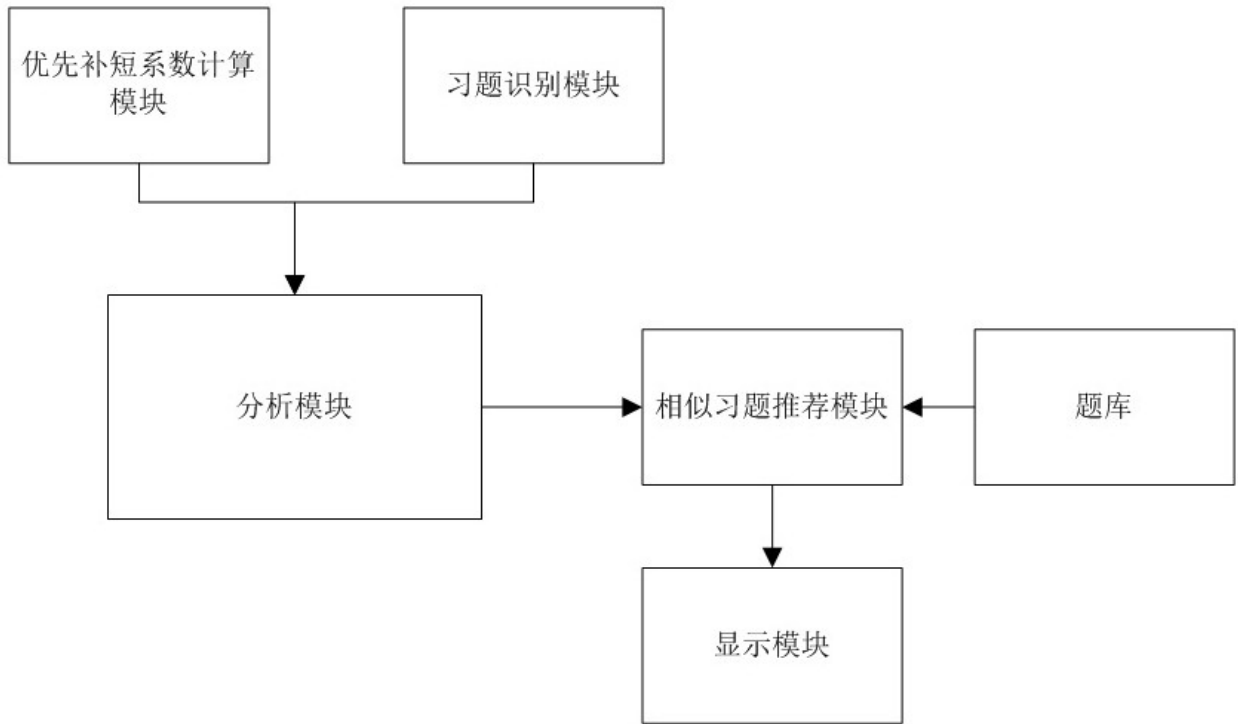 优先补短系数计算
模块
习题识别模块
分析模块
相似习题推荐模块
题库
显示模块